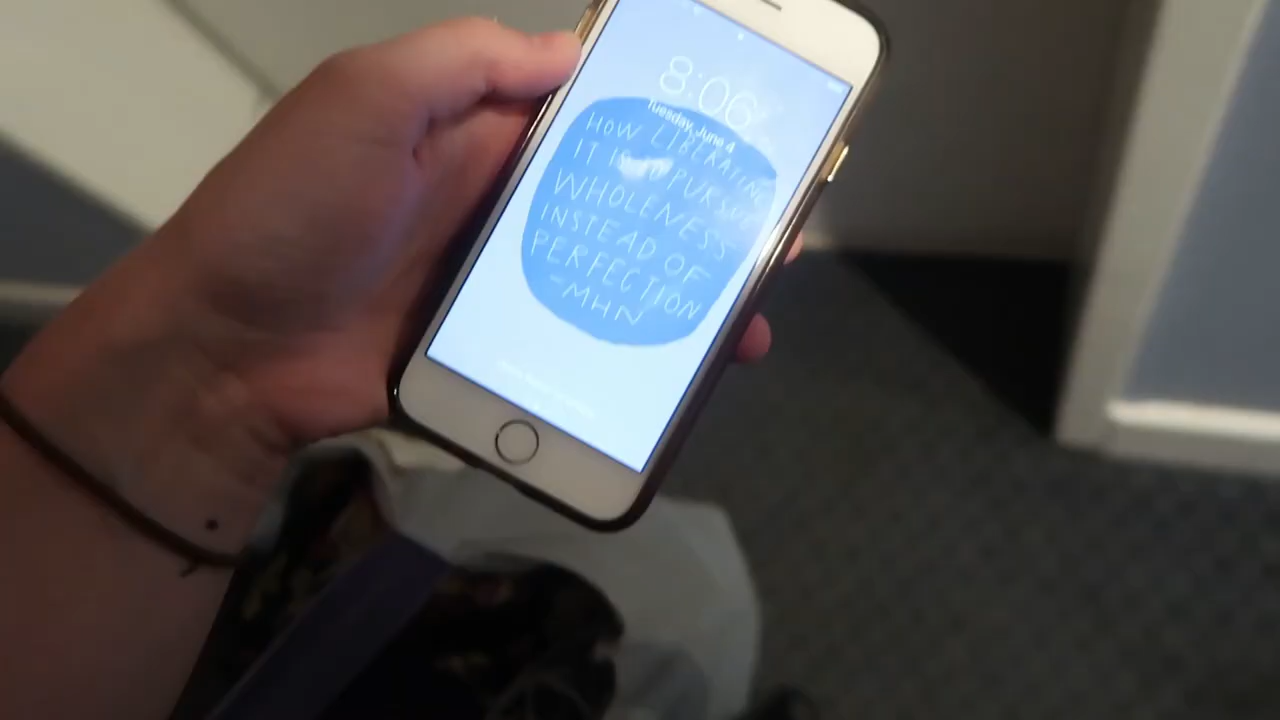 8:06
Tuesday, June 4
HOW LIBERATING
IT IS TO PURSUE
WHOLENESS
INSTEAD OF
PERFECTION
-MHN